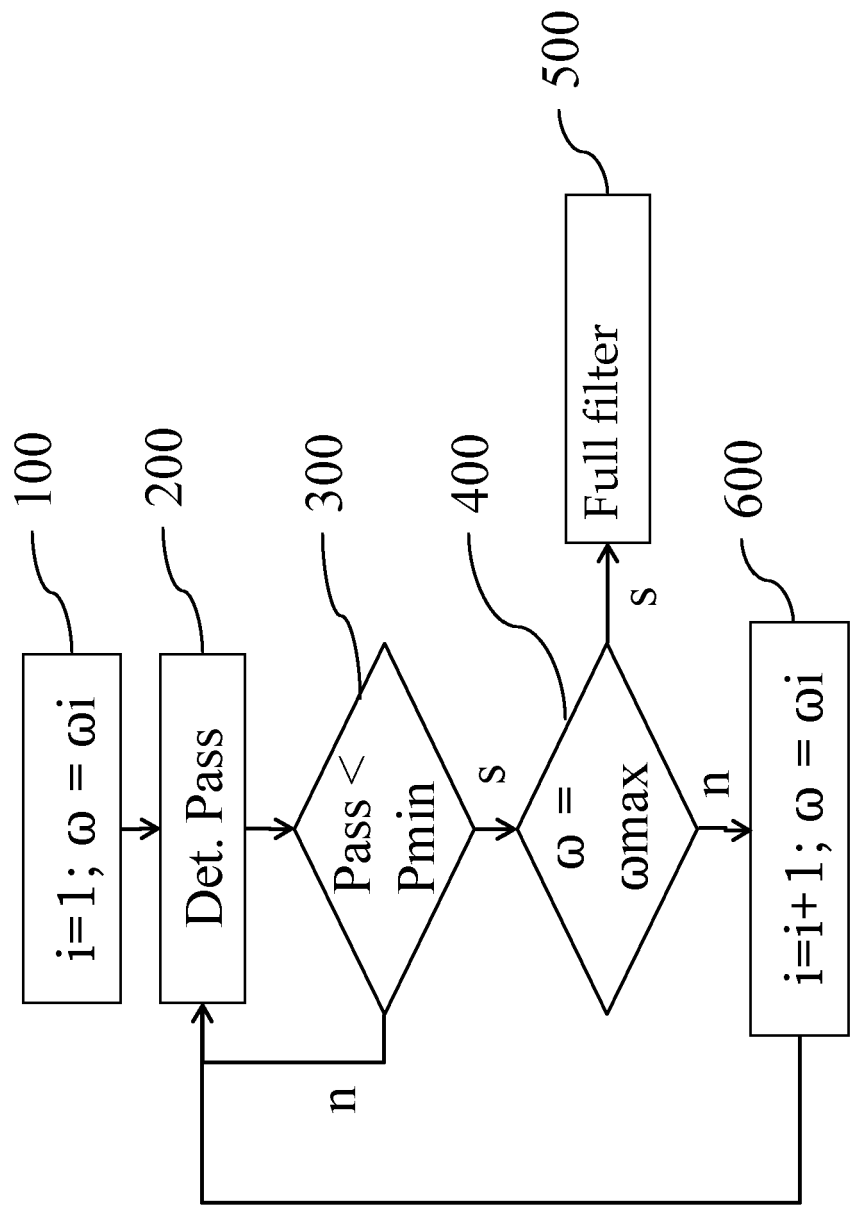 100
i=1; ω = ωi
200
Det. Pass
300
Pass <
Pmin
n
s
400
ω =
ωmax
s
500
Full filter
n
600
i=i+1; ω = ωi